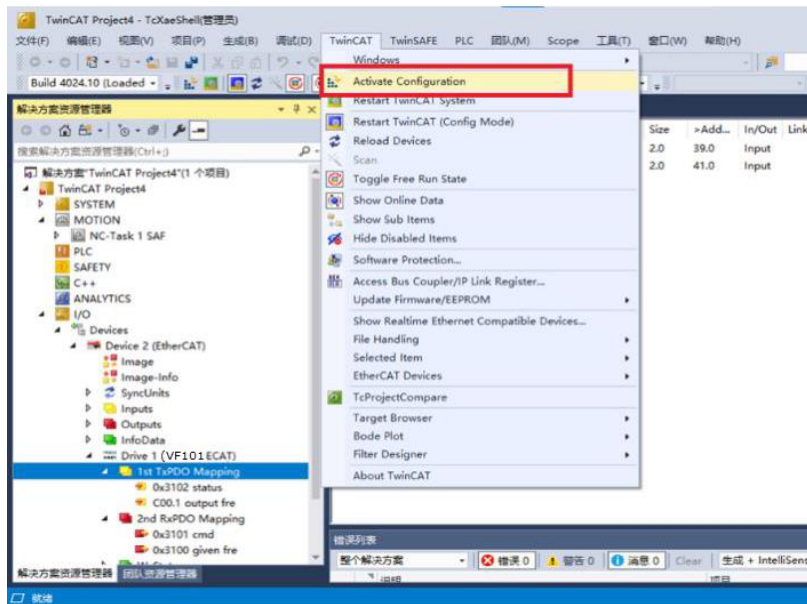 TwinCAT Project4 - TcXaeShell(管理员)
文件(F) 编辑(E) 视图(V) 项目(P) 生成(B) 调试(D) TwinCAT TwinSAFE PLC 团队(M) Scope 工具(T) 窗口(W) 帮助(H)
Build 4024.10 (Loaded
Windows
Activate Configuration
Restart TwinCAT System
Restart TwinCAT (Config Mode)
Reload Devices
Scan
Toggle Free Run State
Show Online Data
Show Sub Items
Hide Disabled Items
Software Protection...
Access Bus Coupler/IP Link Register...
Update Firmware/EEPROM
Show Realtime Ethernet Compatible Devices...
File Handling
Selected Item
EtherCAT Devices
TcProjectCompare
Target Browser
Bode Plot
Filter Designer
About TwinCAT
解决方案资源管理器
搜索解决方案资源管理器(Ctrl+;)
解决方案"TwinCAT Project4"(1 个项目)
TwinCAT Project4
SYSTEM
MOTION
NC-Task 1 SAF
PLC
SAFETY
C++
ANALYTICS
I/O
Devices
Device 2 (EtherCAT)
Image
Image-Info
SyncUnits
Inputs
Outputs
InfoData
Drive 1 (VF101ECAT)
1st TxPDO Mapping
0x3102 status
C00.1 output fre
2nd RxPDO Mapping
0x3101 cmd
0x3100 given fre
解决方案资源管理器 团队资源管理器
Size >Add... In/Out Link
2.0 39.0 Input
2.0 41.0 Input
错误列表
整个解决方案 错误 0 警告 0 消息 0 Clear 生成 + IntelliSens
说明 项目
就绪